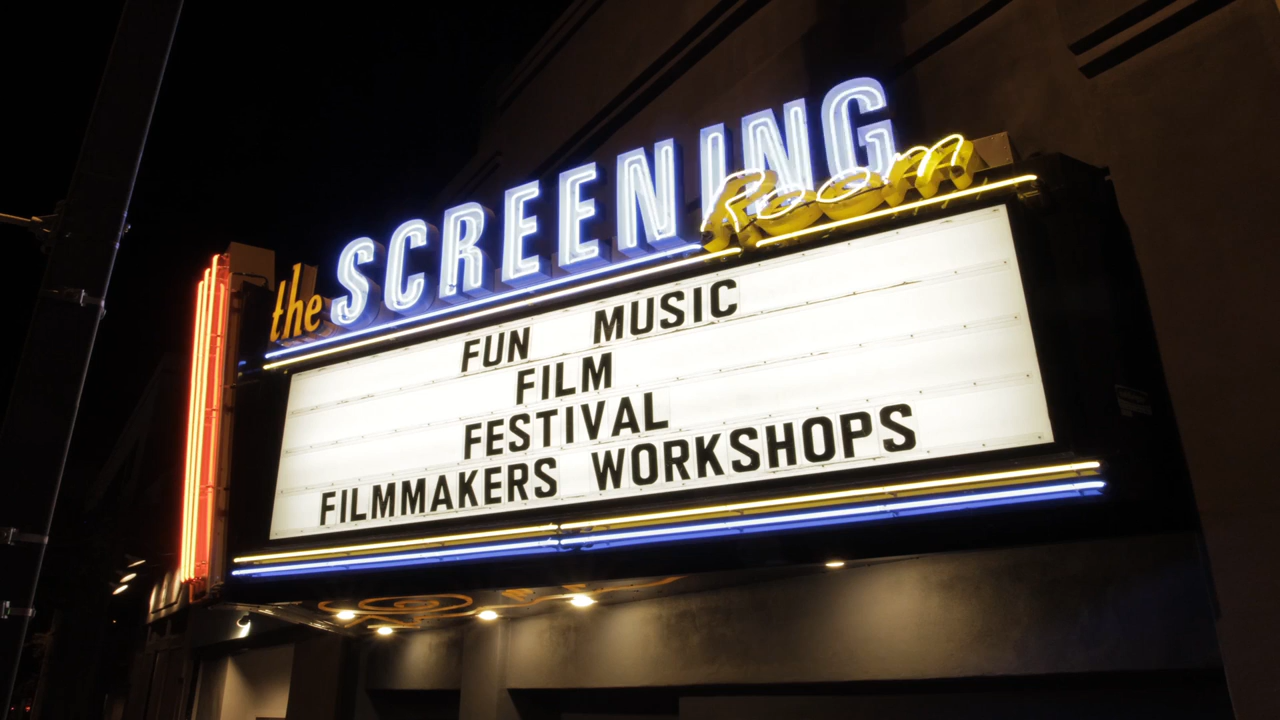 the SCREENING Room
FUN MUSIC
FILM
FESTIVAL
FILMMAKERS WORKSHOPS